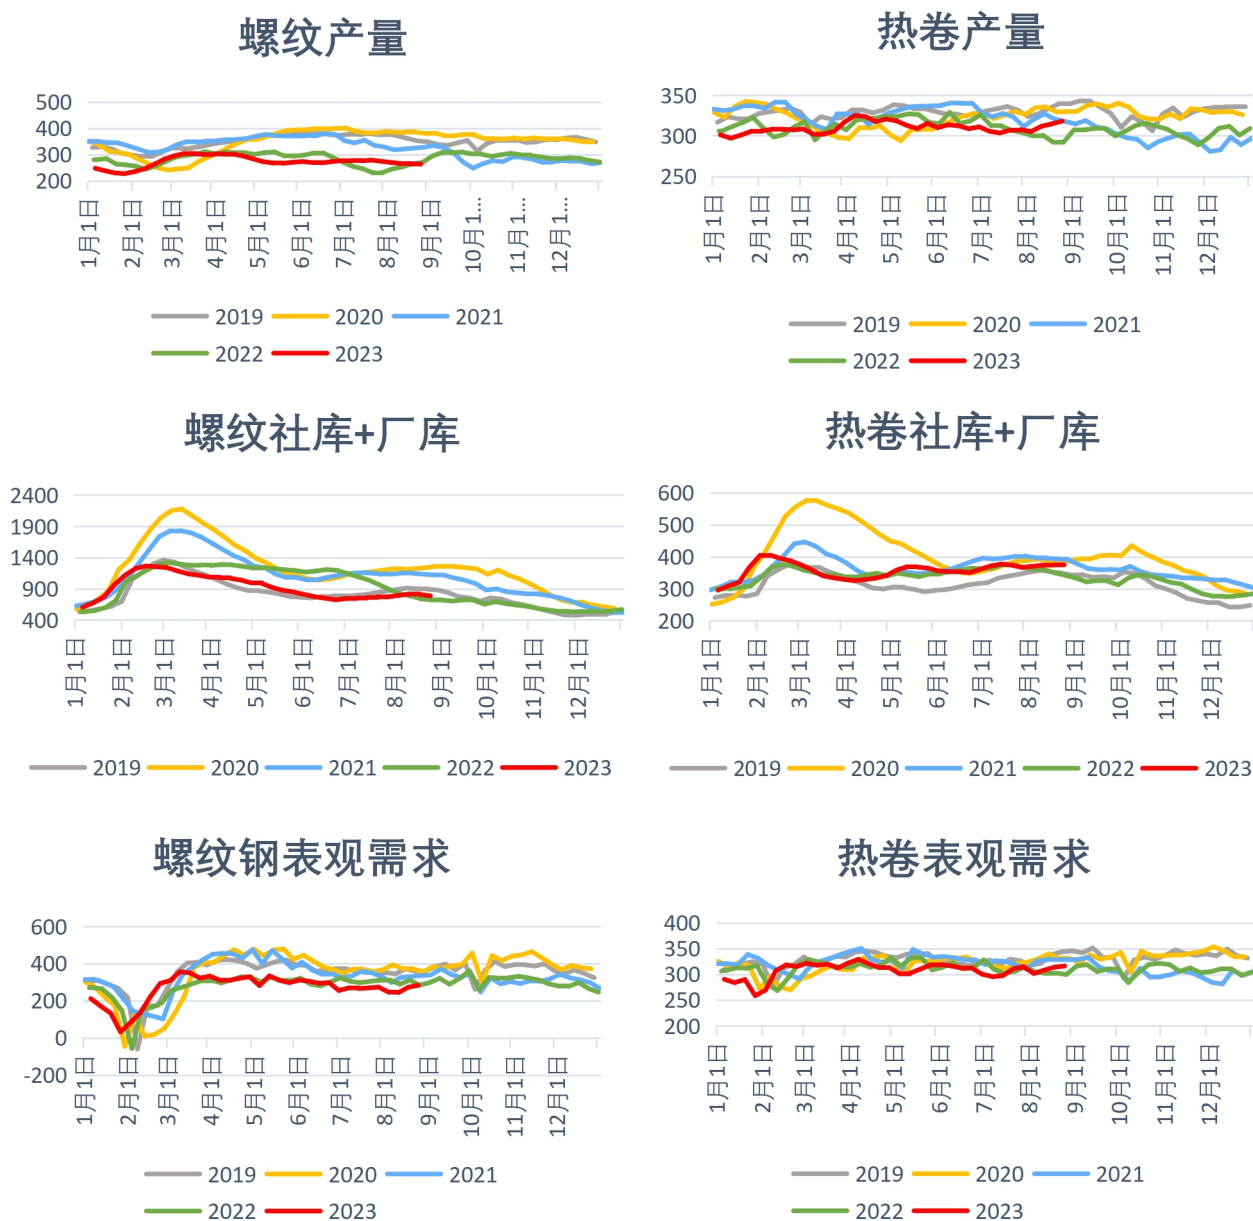 螺纹产量
500
400
300
200
1月1日
2月1日
3月1日
4月1日
5月1日
6月1日
7月1日
8月1日
9月1日
10月1...
11月1...
12月1...
2019 2020 2021
2022 2023
热卷产量
350
300
250
1月1日
2月1日
3月1日
4月1日
5月1日
6月1日
7月1日
8月1日
9月1日
10月1日
11月1日
12月1日
2019 2020 2021
2022 2023
螺纹社库+厂库
2400
1900
1400
900
400
1月1日
2月1日
3月1日
4月1日
5月1日
6月1日
7月1日
8月1日
9月1日
10月1日
11月1日
12月1日
2019 2020 2021 2022 2023
热卷社库+厂库
600
500
400
300
200
1月1日
2月1日
3月1日
4月1日
5月1日
6月1日
7月1日
8月1日
9月1日
10月1日
11月1日
12月1日
2019 2020 2021 2022 2023
螺纹钢表观需求
600
400
200
0
-200
1月1日
2月1日
3月1日
4月1日
5月1日
6月1日
7月1日
8月1日
9月1日
10月1日
11月1日
12月1日
2019 2020 2021
2022 2023
热卷表观需求
400
350
300
250
200
1月1日
2月1日
3月1日
4月1日
5月1日
6月1日
7月1日
8月1日
9月1日
10月1日
11月1日
12月1日
2019 2020 2021
2022 2023